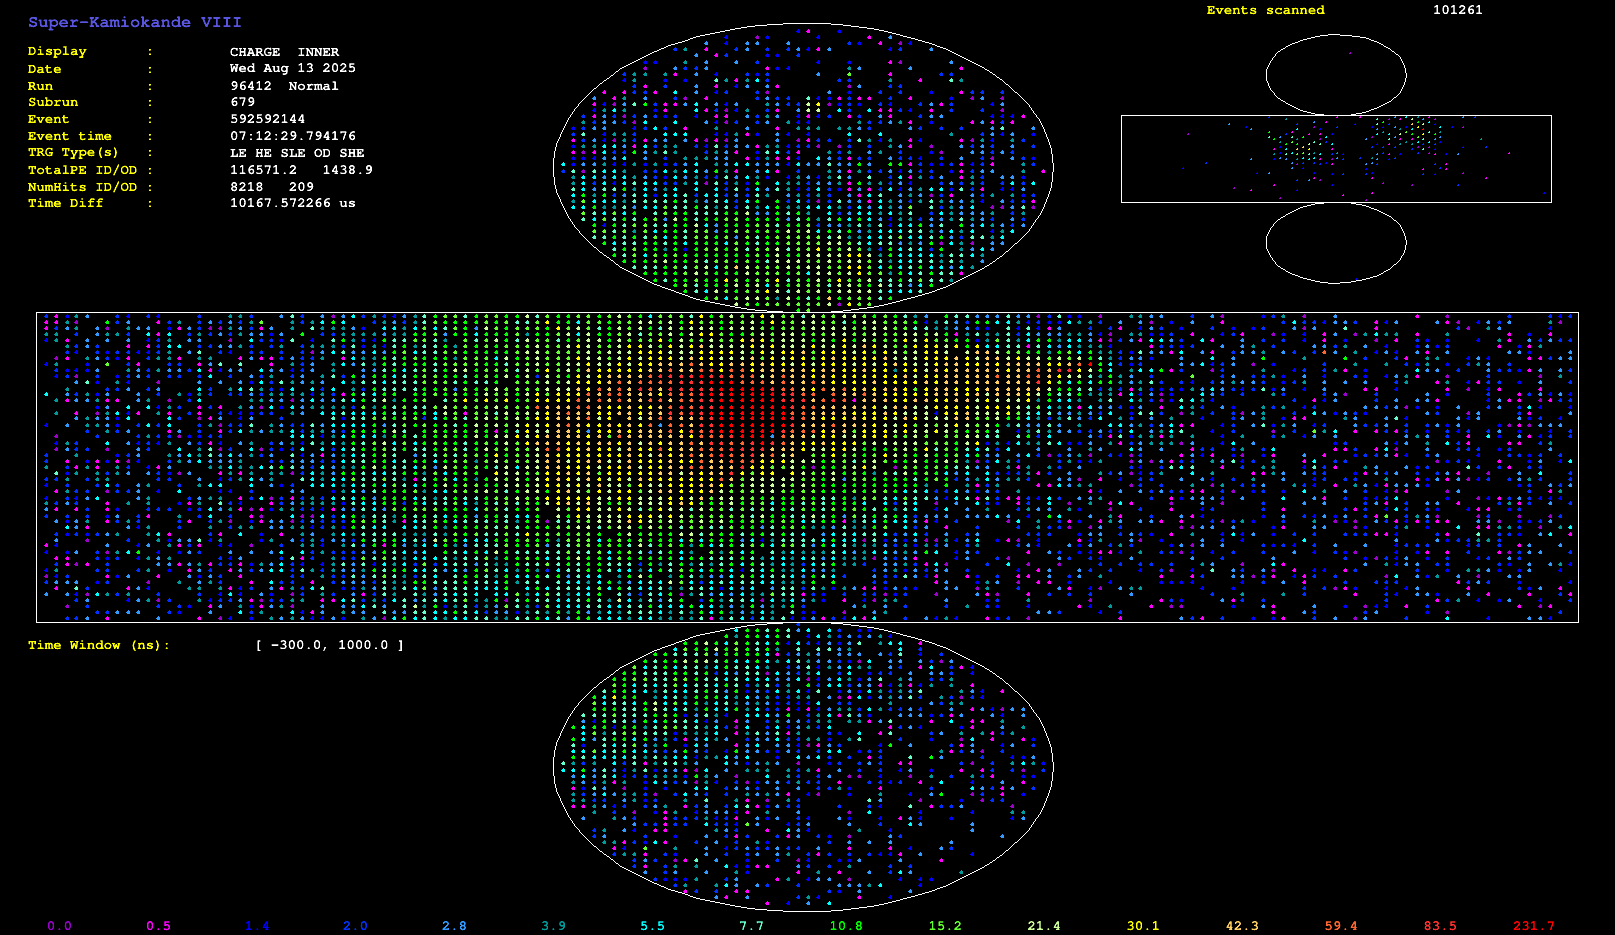 Super-Kamiokande VIII
Events scanned 101261
Display : CHARGE INNER
Date : Wed Aug 13 2025
Run : 96412 Normal
Subrun : 679
Event : 592592144
Event time : 07:12:29.794176
TRG Type(s) : LE HE SLE OD SHE
TotalPE ID/OD : 116571.2 1438.9
NumHits ID/OD : 8218 209
Time Diff : 10167.572266 us
Time Window (ns): [ -300.0, 1000.0 ]
0.0 0.5 1.4 2.0 2.8 3.9 5.5 7.7 10.8 15.2 21.4 30.1 42.3 59.4 83.5 231.7